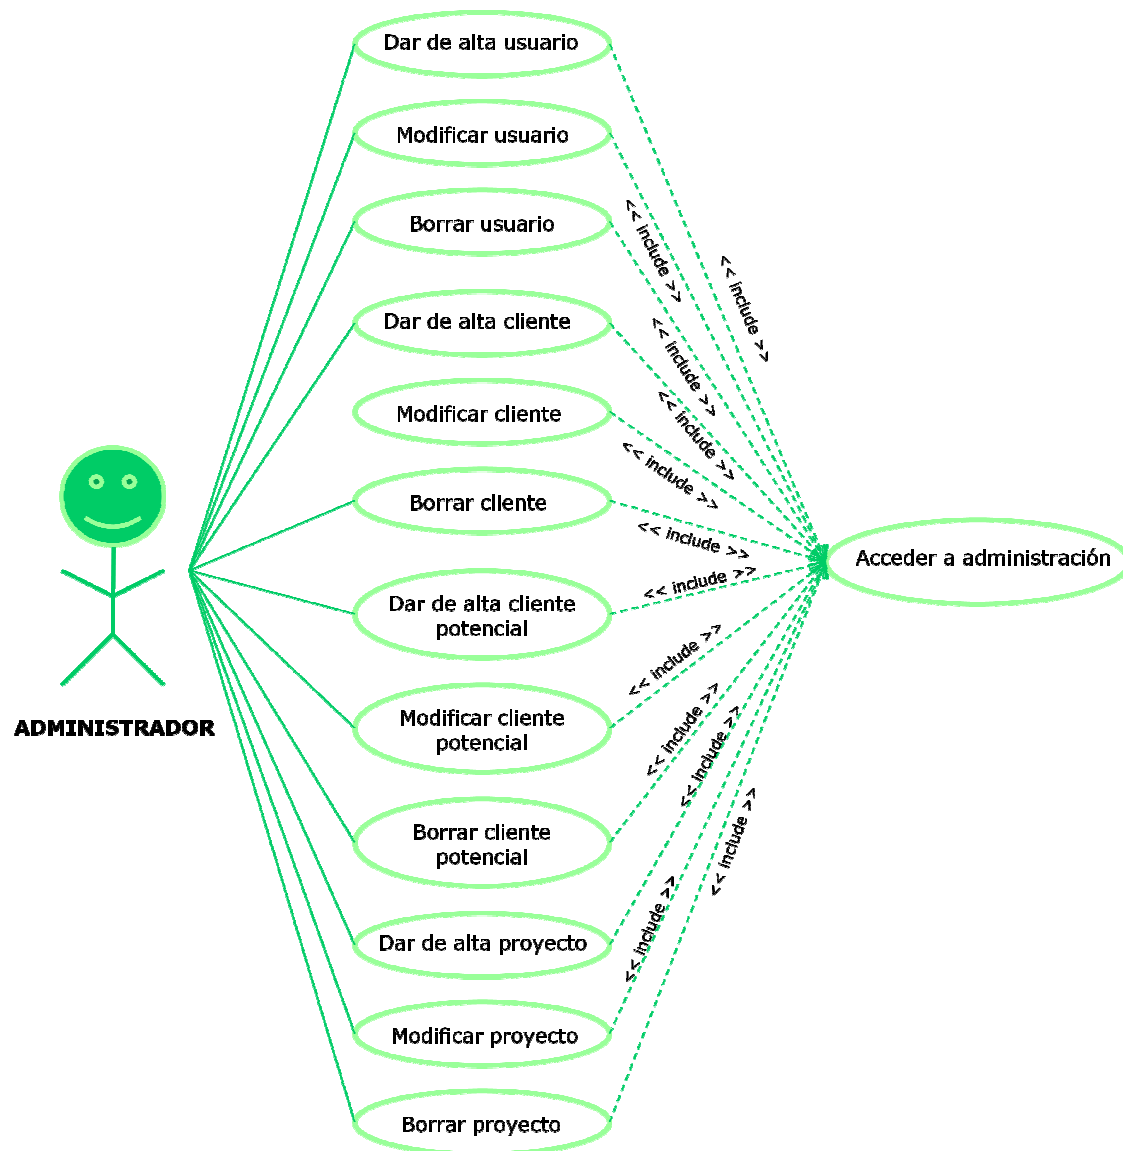 Dar de alta usuario
Modificar usuario
Borrar usuario
Dar de alta cliente
Modificar cliente
Borrar cliente
Dar de alta cliente
potencial
Modificar cliente
potencial
Borrar cliente
potencial
Dar de alta proyecto
Modificar proyecto
Borrar proyecto
ADMINISTRADOR
<< include >>
<< include >>
<< include >>
<< include >>
<< include >>
<< include >>
<< include >>
<< include >>
<< include >>
<< include >>
<< include >>
<< include >>
Acceder a administración